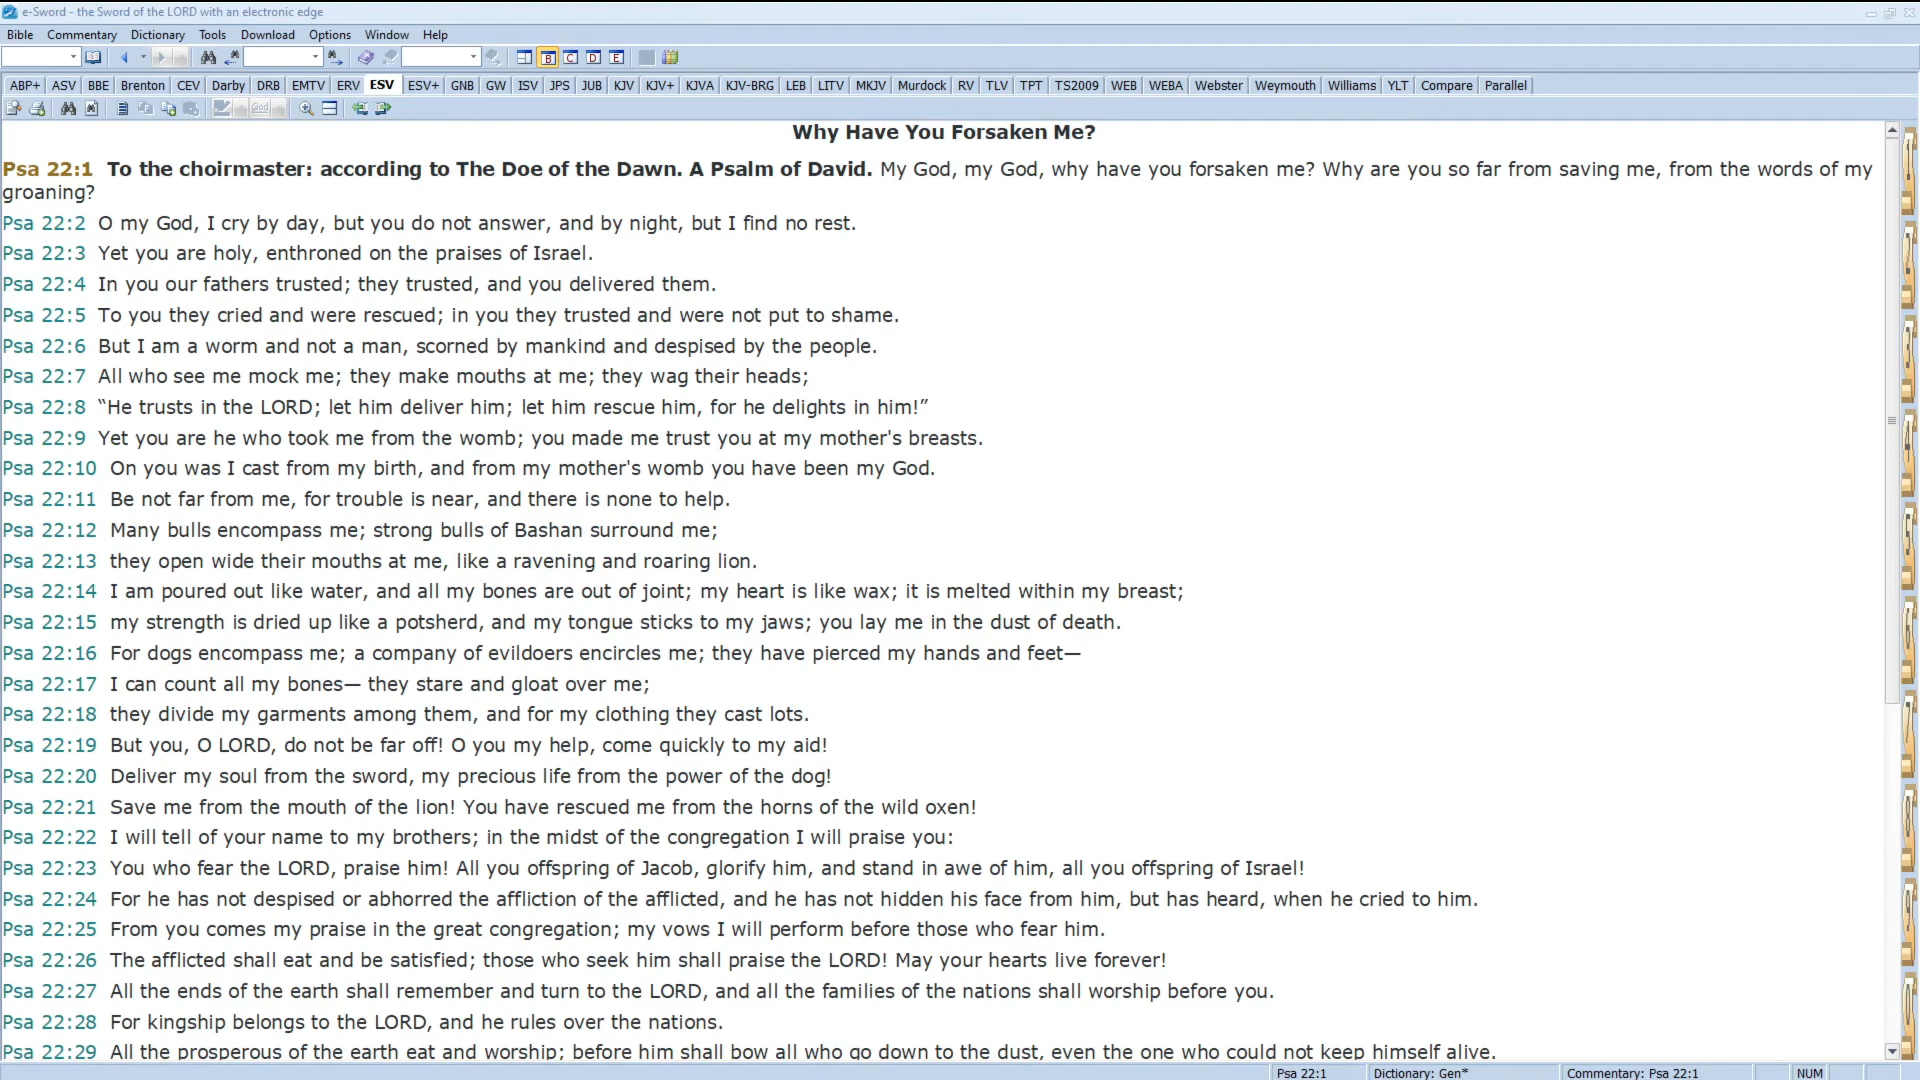 e-Sword - the Sword of the LORD with an electronic edge
Bible Commentary Dictionary Tools Download Options Window Help
B C D E
ABP+ ASV BBE Brenton CEV Darby DRB EMTV ERV ESV ESV+ GNB GW ISV JPS JUB KJV KJV+ KJVA KJV-BRG LEB LITV MKJV Murdock RV TLV TPT TS2009 WEB WEBA Webster Weymouth Williams YLT Compare Parallel
God
Why Have You Forsaken Me?
Psa 22:1 To the choirmaster: according to The Doe of the Dawn. A Psalm of David. My God, my God, why have you forsaken me? Why are you so far from saving me, from the words of my
groaning?
Psa 22:2 O my God, I cry by day, but you do not answer, and by night, but I find no rest.
Psa 22:3 Yet you are holy, enthroned on the praises of Israel.
Psa 22:4 In you our fathers trusted; they trusted, and you delivered them.
Psa 22:5 To you they cried and were rescued; in you they trusted and were not put to shame.
Psa 22:6 But I am a worm and not a man, scorned by mankind and despised by the people.
Psa 22:7 All who see me mock me; they make mouths at me; they wag their heads;
Psa 22:8 “He trusts in the LORD; let him deliver him; let him rescue him, for he delights in him!”
Psa 22:9 Yet you are he who took me from the womb; you made me trust you at my mother's breasts.
Psa 22:10 On you was I cast from my birth, and from my mother's womb you have been my God.
Psa 22:11 Be not far from me, for trouble is near, and there is none to help.
Psa 22:12 Many bulls encompass me; strong bulls of Bashan surround me;
Psa 22:13 they open wide their mouths at me, like a ravening and roaring lion.
Psa 22:14 I am poured out like water, and all my bones are out of joint; my heart is like wax; it is melted within my breast;
Psa 22:15 my strength is dried up like a potsherd, and my tongue sticks to my jaws; you lay me in the dust of death.
Psa 22:16 For dogs encompass me; a company of evildoers encircles me; they have pierced my hands and feet—
Psa 22:17 I can count all my bones— they stare and gloat over me;
Psa 22:18 they divide my garments among them, and for my clothing they cast lots.
Psa 22:19 But you, O LORD, do not be far off! O you my help, come quickly to my aid!
Psa 22:20 Deliver my soul from the sword, my precious life from the power of the dog!
Psa 22:21 Save me from the mouth of the lion! You have rescued me from the horns of the wild oxen!
Psa 22:22 I will tell of your name to my brothers; in the midst of the congregation I will praise you:
Psa 22:23 You who fear the LORD, praise him! All you offspring of Jacob, glorify him, and stand in awe of him, all you offspring of Israel!
Psa 22:24 For he has not despised or abhorred the affliction of the afflicted, and he has not hidden his face from him, but has heard, when he cried to him.
Psa 22:25 From you comes my praise in the great congregation; my vows I will perform before those who fear him.
Psa 22:26 The afflicted shall eat and be satisfied; those who seek him shall praise the LORD! May your hearts live forever!
Psa 22:27 All the ends of the earth shall remember and turn to the LORD, and all the families of the nations shall worship before you.
Psa 22:28 For kingship belongs to the LORD, and he rules over the nations.
Psa 22:29 All the prosperous of the earth eat and worship; before him shall bow all who go down to the dust, even the one who could not keep himself alive.
Psa 22:1 Dictionary: Gen* Commentary: Psa 22:1 NUM